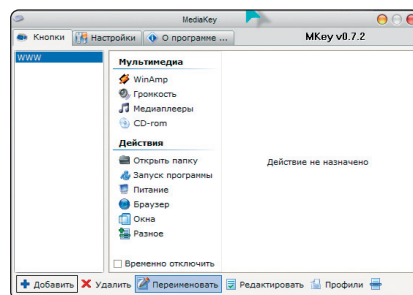 MediaKey
Кнопки Настройки О программе ... MKey v0.7.2
WWW
Мультимедиа
WinAmp
Громкость
Медиаплееры
CD-rom
Действия
Открыть папку
Запуск программы
Питание
Браузер
Окна
Разное
Действие не назначено
Временно отключить
Добавить Удалить Переименовать Редактировать Профили